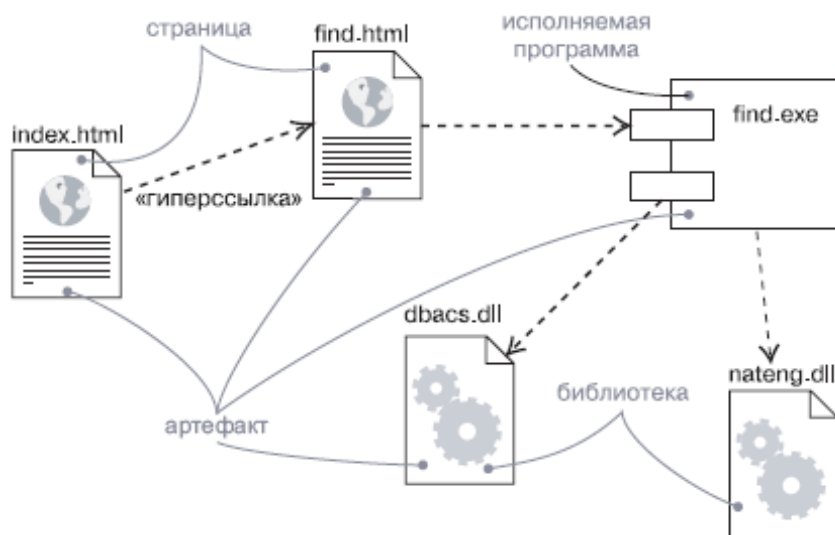 страница
find.html
исполняемая
программа
find.exe
index.html
«гиперссылка»
dbacs.dll
nateng.dll
библиотека
артефакт